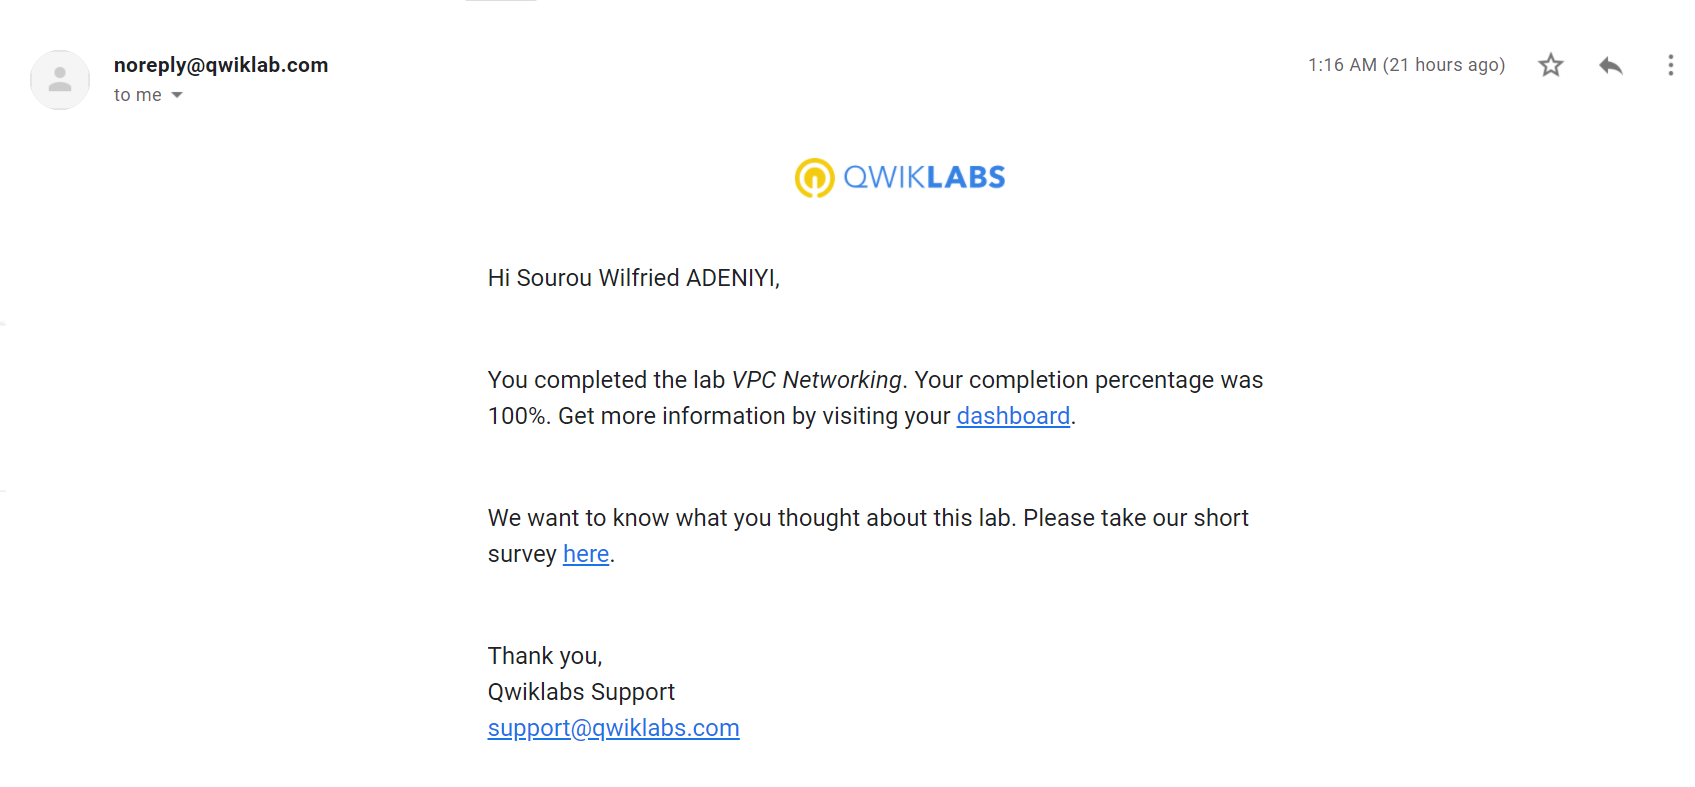 noreply@qwiklab.com
1:16 AM (21 hours ago)
to me
QWIKLABS
Hi Sourou Wilfried ADENIYI,
You completed the lab VPC Networking. Your completion percentage was
100%. Get more information by visiting your dashboard.
We want to know what you thought about this lab. Please take our short
survey here.
Thank you,
Qwiklabs Support
support@qwiklabs.com